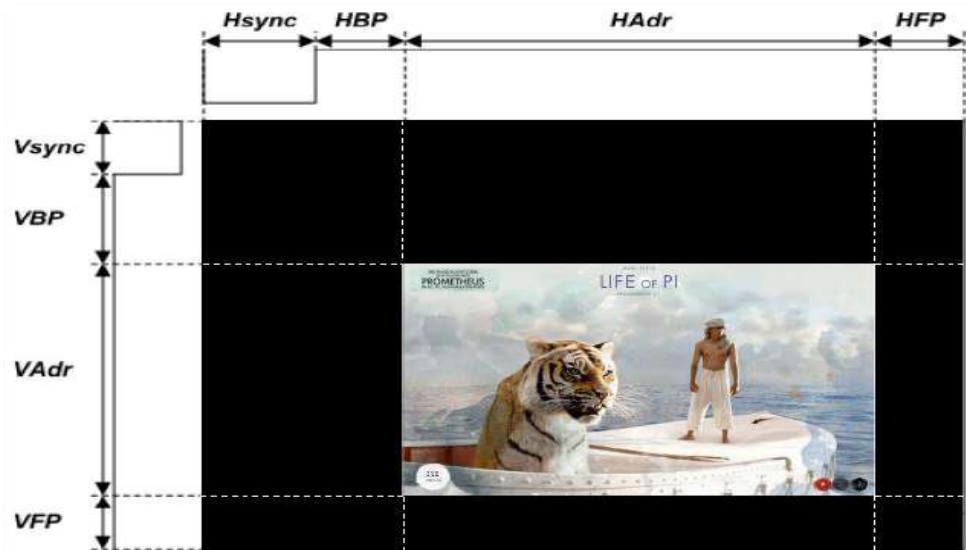 Hsync HBP HAdr HFP
Vsync
VBP
PROMETHEUS
LIFE OF PI
VAdr
VFP